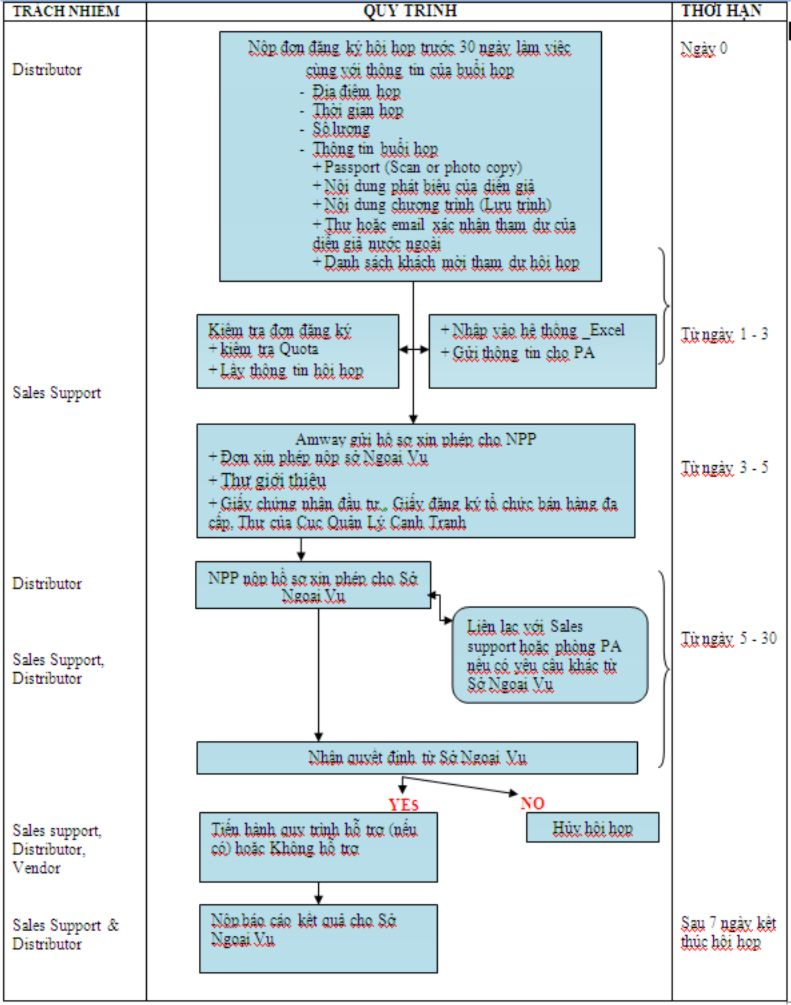 TRÁCH NHIỆM
QUY TRÌNH
THỜI HẠN
Distributor
Nộp đơn đăng ký hội họp trước 30 ngày làm việc
cùng với thông tin của buổi họp
- Địa điểm họp
- Thời gian họp
- Số lượng
- Thông tin buổi họp
+ Passport (Scan or photo copy)
+ Nội dung phát biểu của diễn giả
+ Nội dung chương trình (Lưu trình)
+ Thư hoặc email xác nhận tham dự của
diễn giả nước ngoài
+ Danh sách khách mời tham dự hội họp
Ngày 0
Sales Support
Kiểm tra đơn đăng ký
+ kiểm tra Quota
+ Lấy thông tin hội họp
+ Nhập vào hệ thống _Excel
+ Gửi thông tin cho PA
Từ ngày 1 - 3
Amway gửi hồ sơ xin phép cho NPP
+ Đơn xin phép nộp sở Ngoại Vụ
+ Thư giới thiệu
+ Giấy chứng nhận đầu tư,, Giấy đăng ký tổ chức bán hàng đa
cấp, Thư của Cục Quản Lý Cạnh Tranh
Từ ngày 3 - 5
Distributor
NPP nộp hồ sơ xin phép cho Sở
Ngoại Vụ
Sales Support,
Distributor
Liên lạc với Sales
support hoặc phòng PA
nếu có yêu cầu khác từ
Sở Ngoại Vụ
Từ ngày 5 - 30
Nhận quyết định từ Sở Ngoại Vụ
YES
NO
Sales support,
Distributor,
Vendor
Tiến hành quy trình hỗ trợ (nếu
có) hoặc Không hỗ trợ
Hủy hội họp
Sales Support &
Distributor
Nộp báo cáo kết quả cho Sở
Ngoại Vụ
Sau 7 ngày kết
thúc hội họp